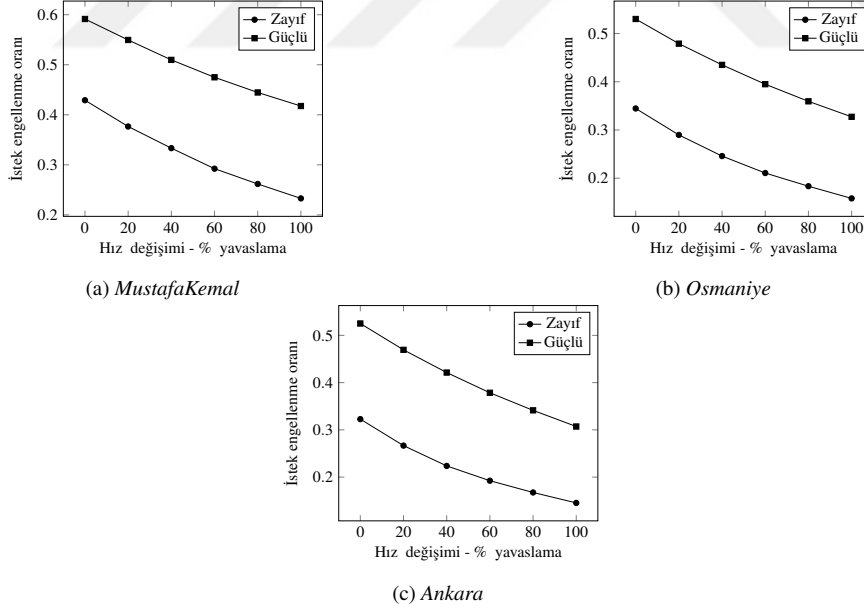 0.6
0.5
0.4
0.3
0.2
İstek engellenme oranı
Zayıf
Güçlü
0 20 40 60 80 100
Hız değişimi - % yavaslama
(a) MustafaKemal
0.5
0.4
0.3
0.2
İstek engellenme oranı
Zayıf
Güçlü
0 20 40 60 80 100
Hız değişimi - % yavaslama
(b) Osmaniye
0.5
0.4
0.3
0.2
İstek engellenme oranı
Zayıf
Güçlü
0 20 40 60 80 100
Hız değişimi - % yavaslama
(c) Ankara